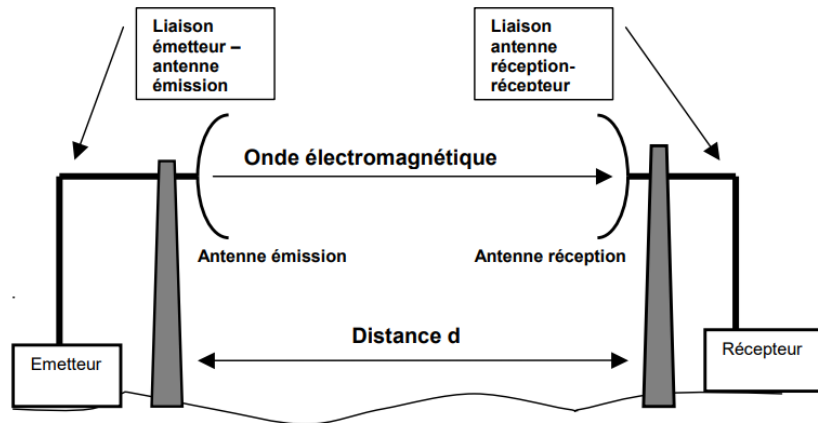 Liaison
émetteur –
antenne
émission
Liaison
antenne
réception-
récepteur
Onde électromagnétique
Antenne émission
Antenne réception
Distance d
Emetteur
Récepteur